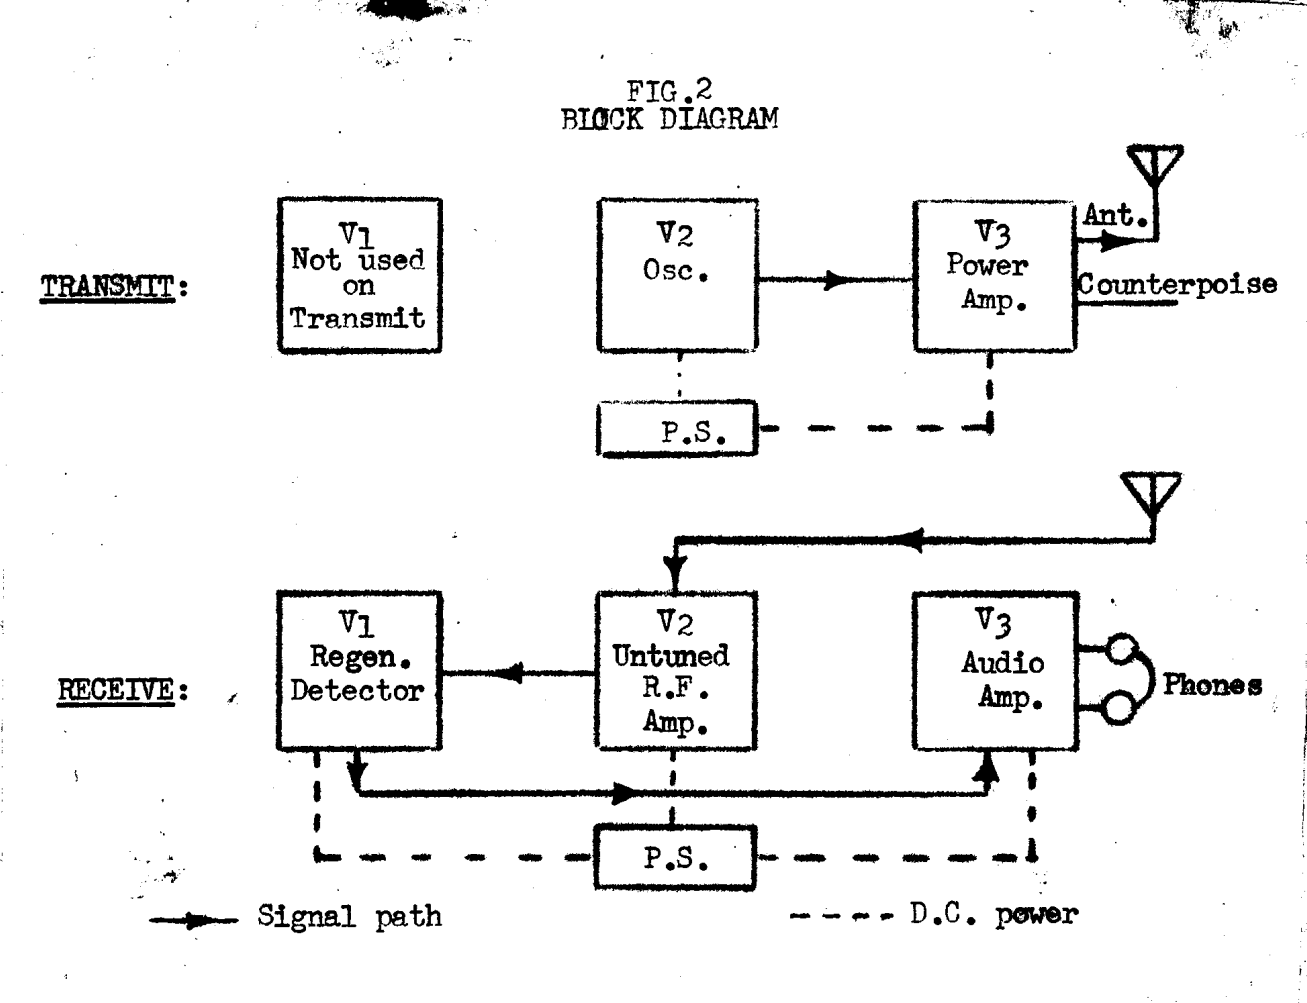 FIG.2
BLOCK DIAGRAM
TRANSMIT:
V1
Not used
on
Transmit
V2
Osc.
V3
Power
Amp.
Ant.
Counterpoise
P.S.
RECEIVE:
V1
Regen.
Detector
V2
Untuned
R.F.
Amp.
V3
Audio
Amp.
Phones
P.S.
Signal path
D.C. power